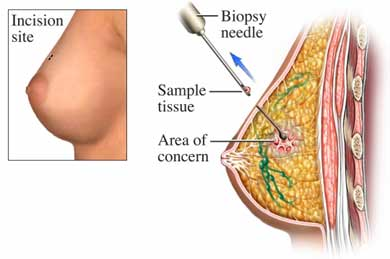 Incision
site
Biopsy
needle
Sample
tissue
Area of
concern